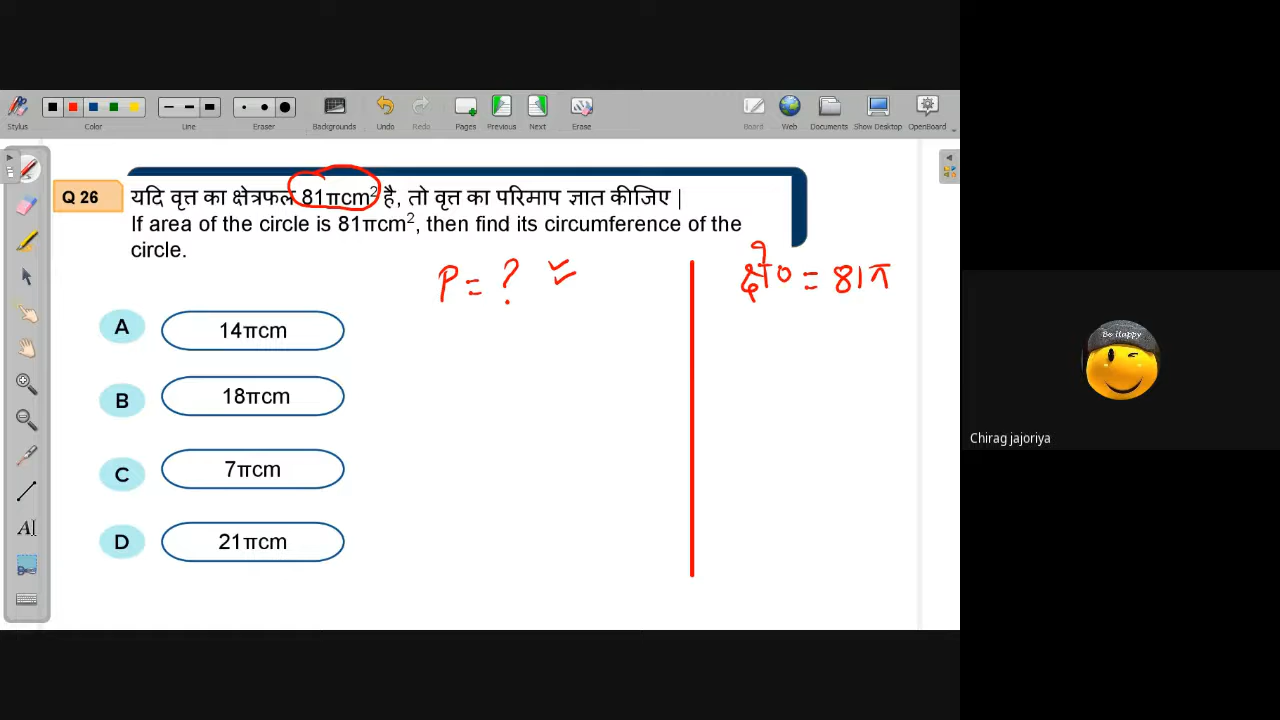 Stylus
Color
Line
Eraser
Backgrounds
Undo
Redo
Pages
Previous
Next
Erase
Board
Web
Documents
Show Desktop
OpenBoard
Q 26
यदि वृत्त का क्षेत्रफल 81πcm² है, तो वृत्त का परिमाप ज्ञात कीजिए |
If area of the circle is 81πcm², then find its circumference of the
circle.
P = ?
क्षे० = 81π
A 14πcm
B 18πcm
C 7πcm
D 21πcm
Be Happy
Chirag jajoriya